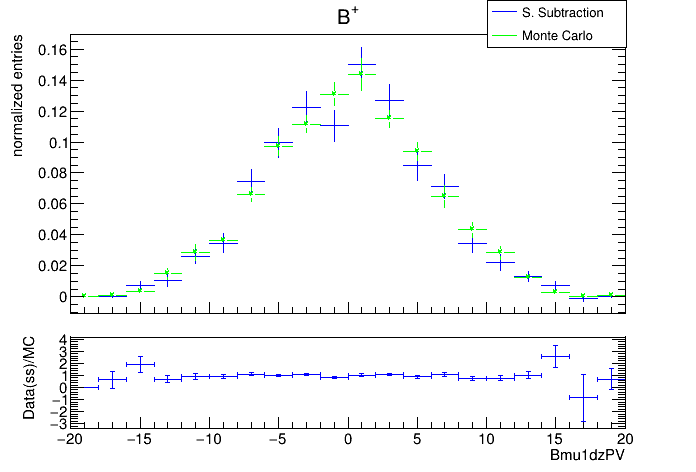 B+
S. Subtraction
Monte Carlo
normalized entries
0.16
0.14
0.12
0.1
0.08
0.06
0.04
0.02
0
Data(ss)/MC
4
3
2
1
0
−1
−2
−3
−20 −15 −10 −5 0 5 10 15 20
Bmu1dzPV